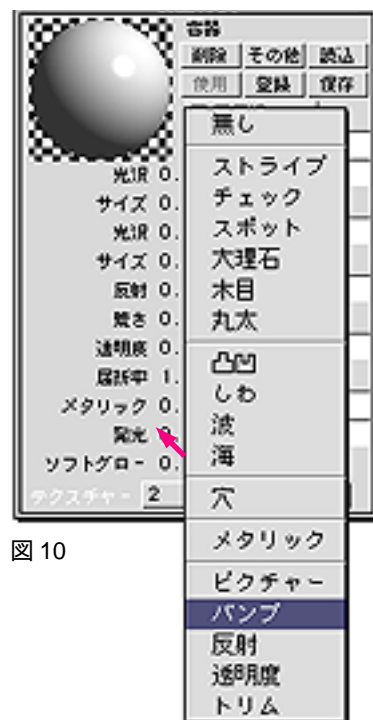 容器
削除 その他 読込
使用 登録 保存
光沢 0.
サイズ 0.
光沢 0.
サイズ 0.
反射 0.
荒さ 0.
透明度 0.
屈折率 1.
メタリック 0.
発光 0.
ソフトグロー 0.
テクスチャー 2
無し
ストライプ
チェック
スポット
大理石
木目
丸太
凸凹
しわ
波
海
穴
メタリック
ピクチャー
バンプ
反射
透明度
トリム
図 10